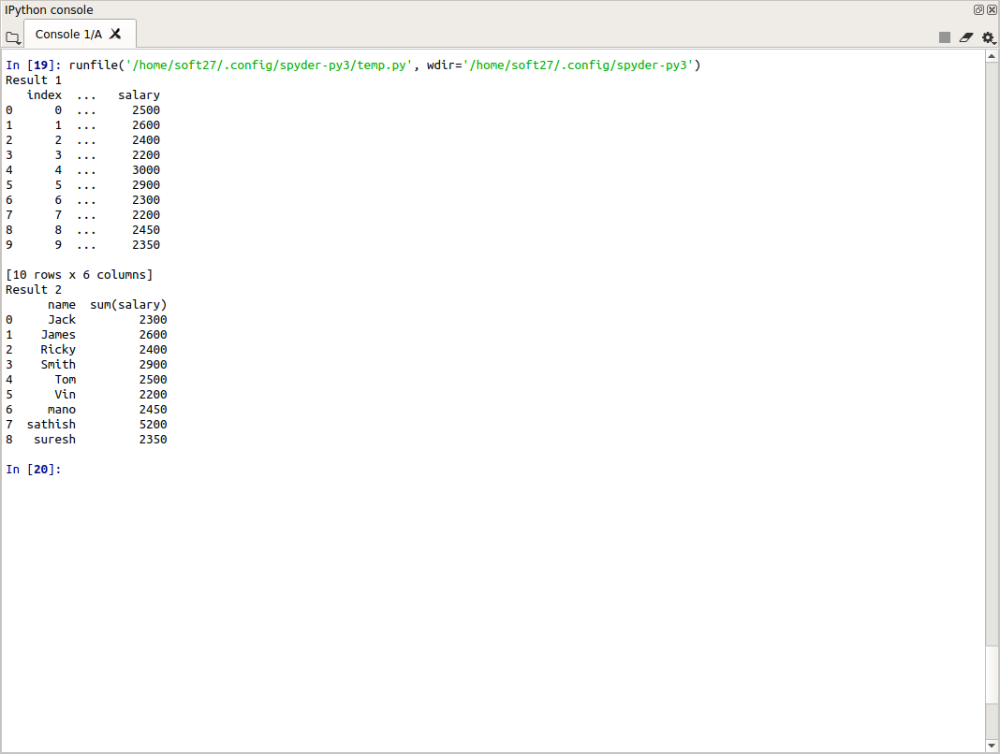 IPython console
Console 1/A
In [19]: runfile('/home/soft27/.config/spyder-py3/temp.py', wdir='/home/soft27/.config/spyder-py3')
Result 1
   index  ...   salary
0      0  ...     2500
1      1  ...     2600
2      2  ...     2400
3      3  ...     2200
4      4  ...     3000
5      5  ...     2900
6      6  ...     2300
7      7  ...     2200
8      8  ...     2450
9      9  ...     2350
[10 rows x 6 columns]
Result 2
      name  sum(salary)
0     Jack         2300
1    James         2600
2    Ricky         2400
3    Smith         2900
4      Tom         2500
5      Vin         2200
6     mano         2450
7  sathish         5200
8   suresh         2350
In [20]: